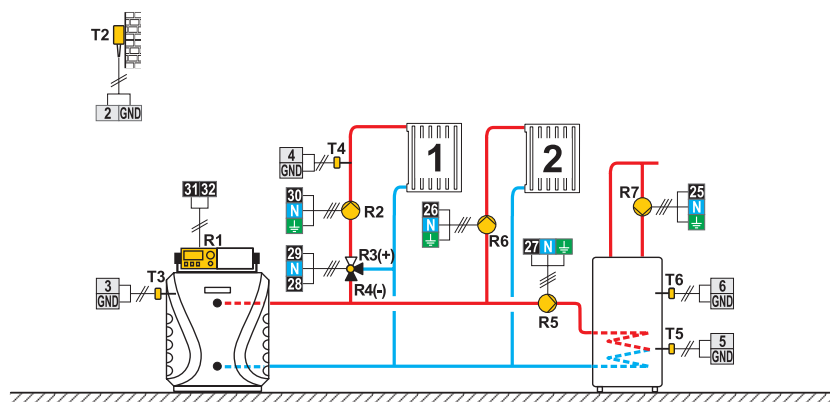 T2
2 GND
4
GND
T4
1
2
31 32
30
N
R2
26
N
R6
R7
25
N
27 N
R1
29
N
28
R3(+)
R4(-)
3
GND
T3
R5
T6
6
GND
T5
5
GND